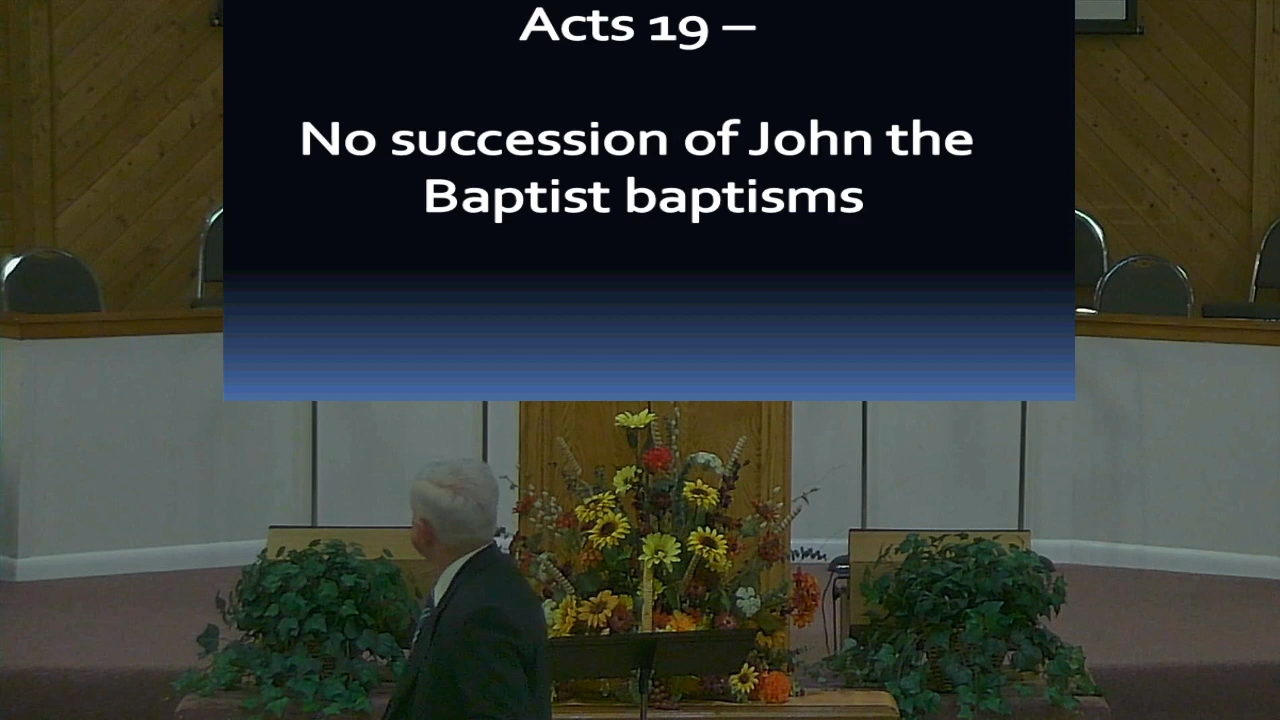 Acts 19 –
No succession of John the
Baptist baptisms